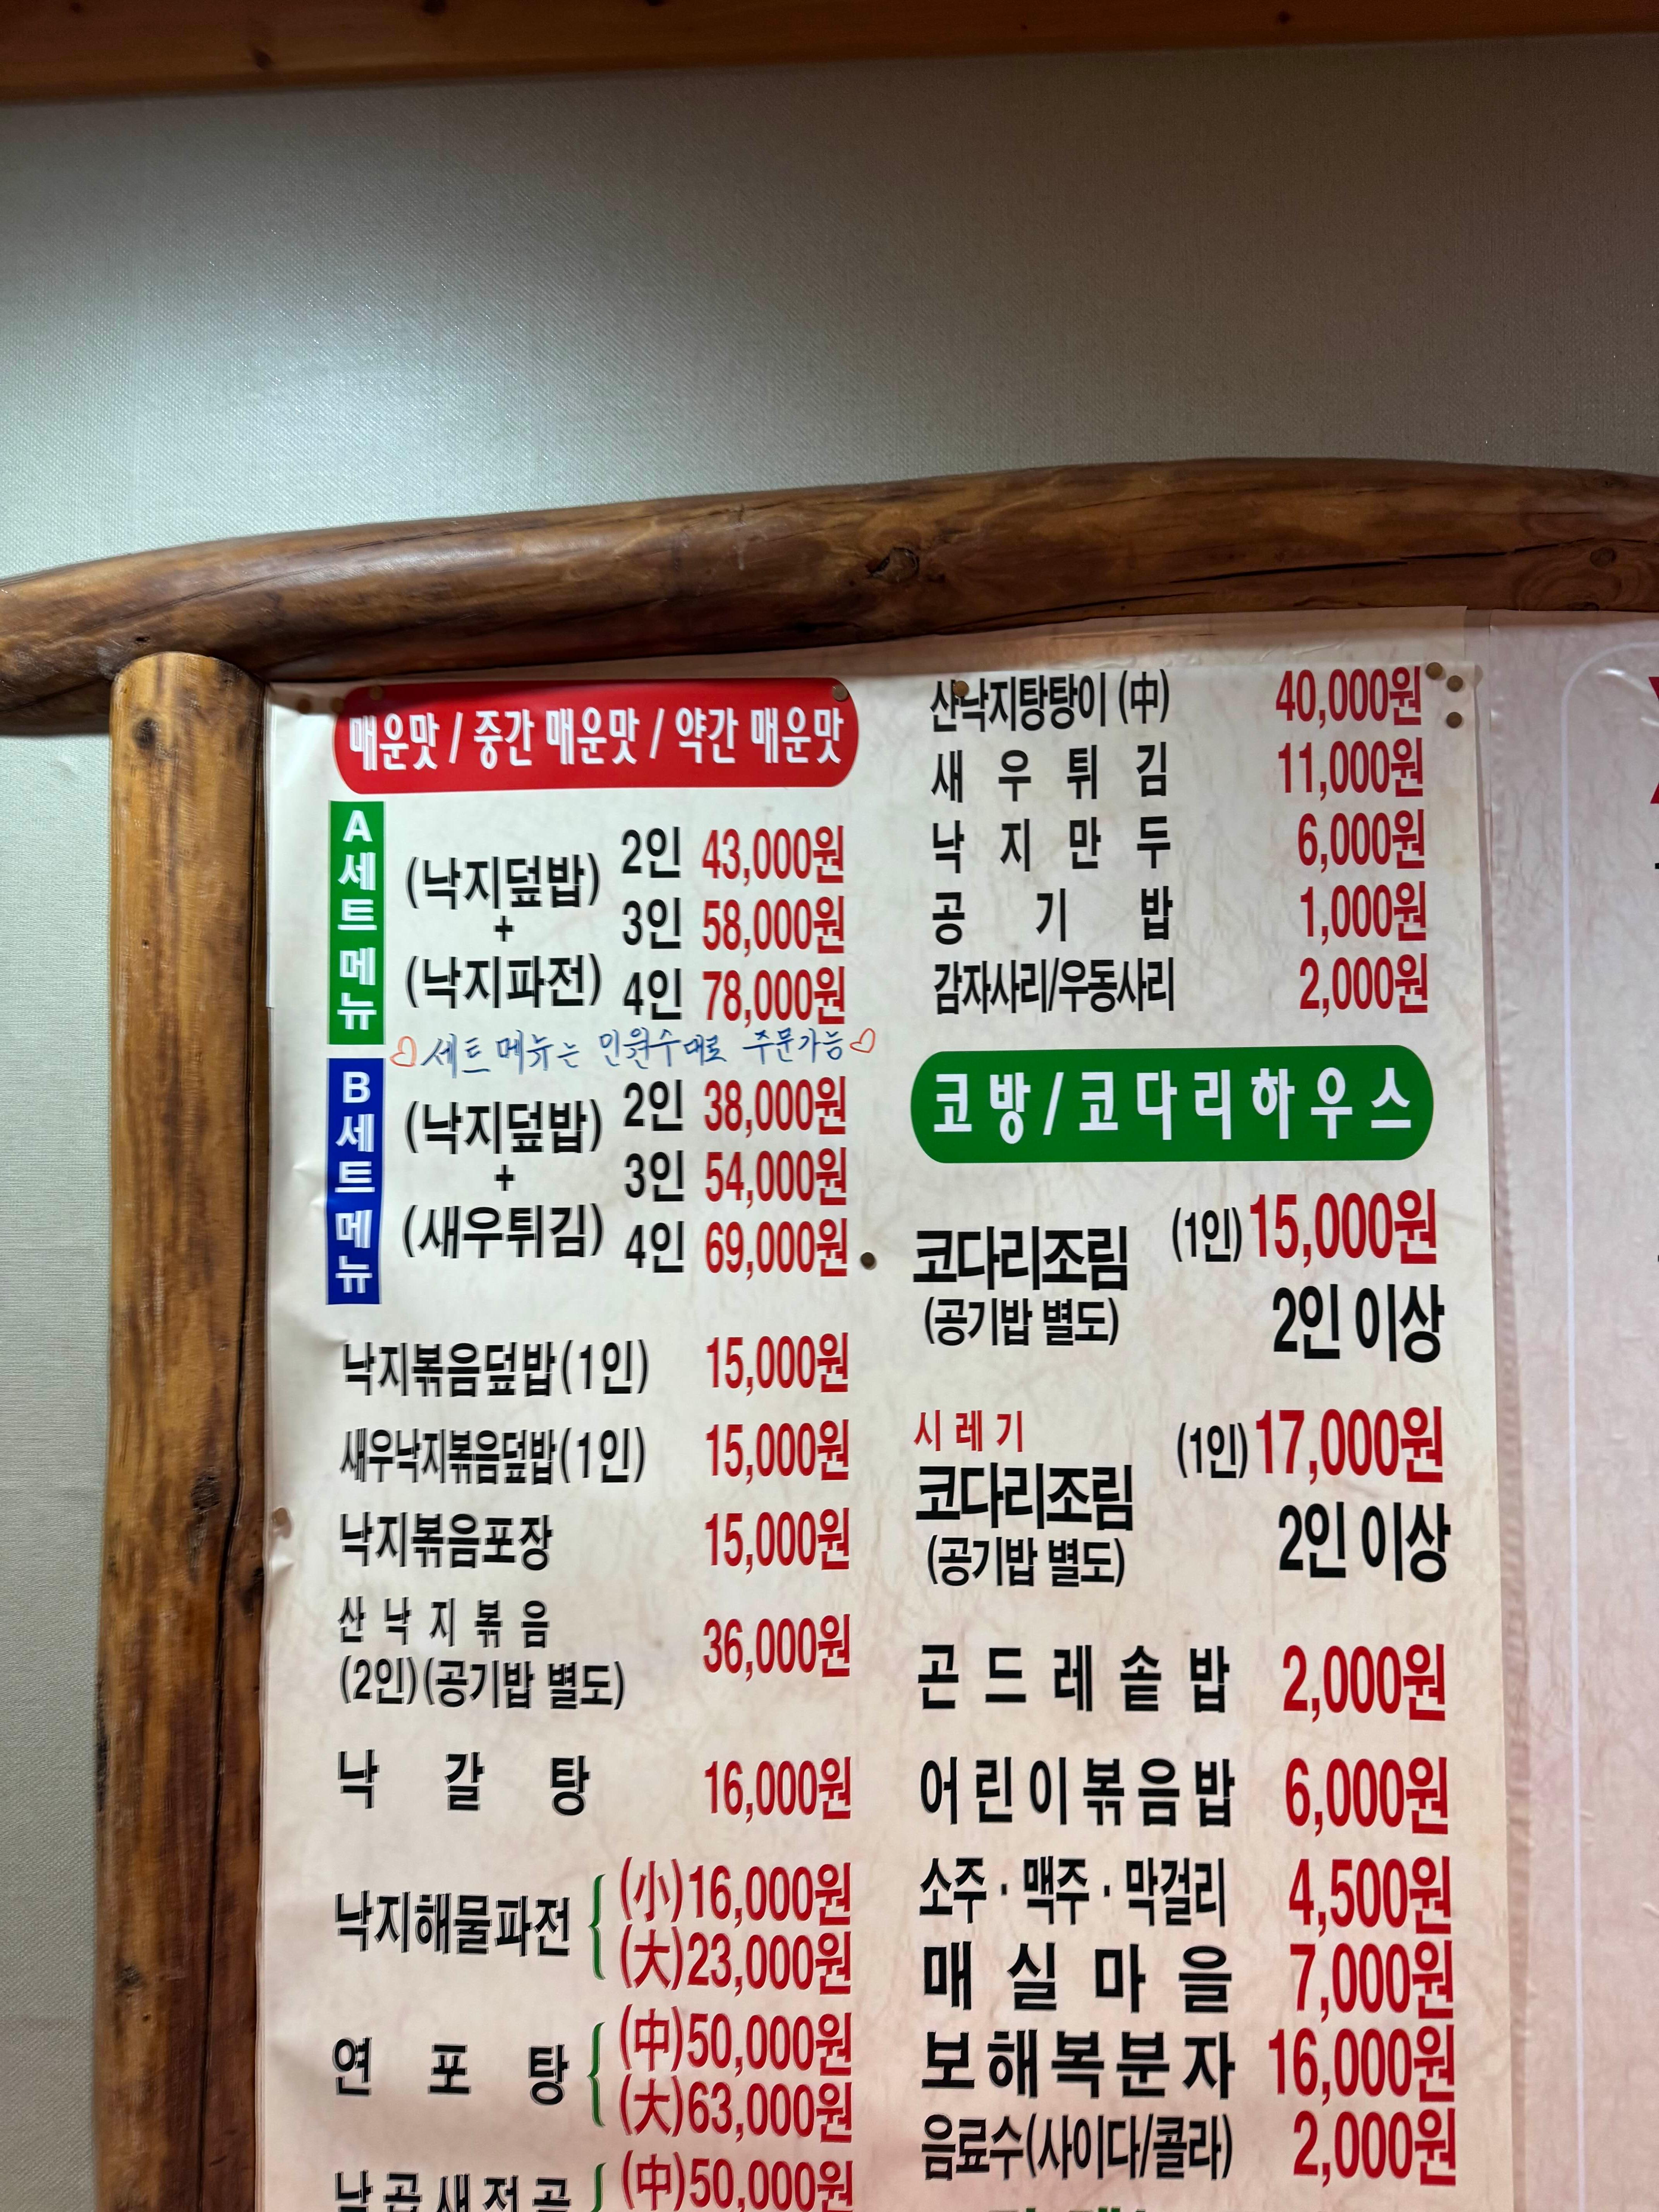 매운맛 / 중간 매운맛 / 약간 매운맛
A세트메뉴
(낙지덮밥)
+
(낙지파전)
2인 43,000원
3인 58,000원
4인 78,000원
♡세트 메뉴는 인원수대로 주문가능♡
B세트메뉴
(낙지덮밥)
+
(새우튀김)
2인 38,000원
3인 54,000원
4인 69,000원
낙지볶음덮밥(1인) 15,000원
새우낙지볶음덮밥(1인) 15,000원
낙지볶음포장 15,000원
산낙지볶음
(2인)(공기밥 별도) 36,000원
낙갈탕 16,000원
낙지해물파전 (小)16,000원
(大)23,000원
연포탕 (中)50,000원
(大)63,000원
낙곱새전골 (中)50,000원
산낙지탕탕이(中) 40,000원
새우튀김 11,000원
낙지만두 6,000원
공기밥 1,000원
감자사리/우동사리 2,000원
코방/코다리하우스
코다리조림 (1인)15,000원
(공기밥 별도) 2인 이상
시레기
코다리조림 (1인)17,000원
(공기밥 별도) 2인 이상
곤드레솥밥 2,000원
어린이볶음밥 6,000원
소주·맥주·막걸리 4,500원
매실마을 7,000원
보해복분자 16,000원
음료수(사이다/콜라) 2,000원